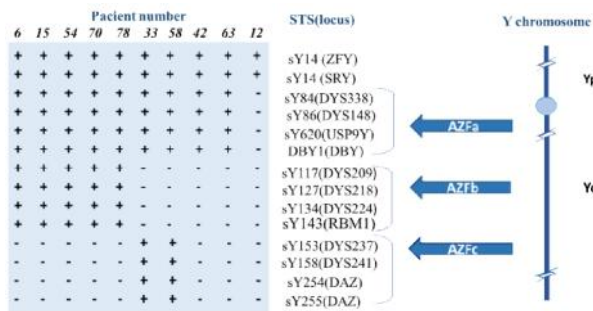 Pacient number STS(locus) Y chromosome
6 15 54 70 78 33 58 42 63 12
+ + + + + + + + + + sY14 (ZFY)
+ + + + + + + + + + sY14 (SRY)
+ + + + + + + + + - sY84(DYS338)
+ + + + + + + + + - sY86(DYS148)
+ + + + + + + + + - sY620(USP9Y)
+ + + + + + + + + - DBY1(DBY)
AZFa
+ + + + + - - - - - sY117(DYS209)
+ + + + + - - - - - sY127(DYS218)
+ + + + + - - - - - sY134(DYS224)
+ + + + + - - - - - sY143(RBM1)
AZFb
- - - - - + + - - - sY153(DYS237)
- - - - - + + - - - sY158(DYS241)
- - - - - + + - - - sY254(DAZ)
- - - - - + + - - - sY255(DAZ)
AZFc